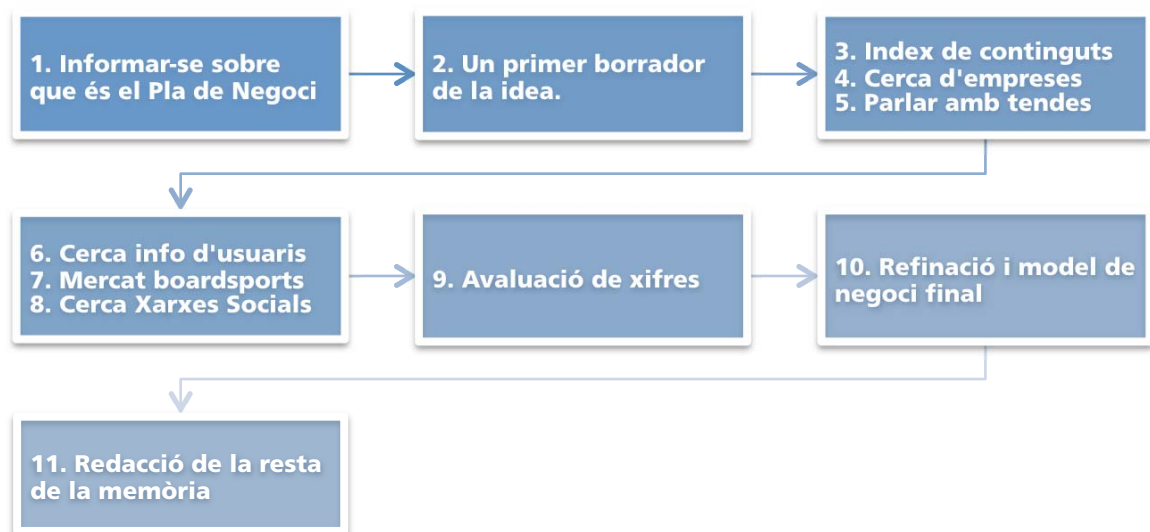 1. Informar-se sobre
que és el Pla de Negoci
2. Un primer borrador
de la idea.
3. Index de continguts
4. Cerca d'empreses
5. Parlar amb tendes
6. Cerca info d'usuaris
7. Mercat boardsports
8. Cerca Xarxes Socials
9. Avaluació de xifres
10. Refinació i model de
negoci final
11. Redacció de la resta
de la memòria